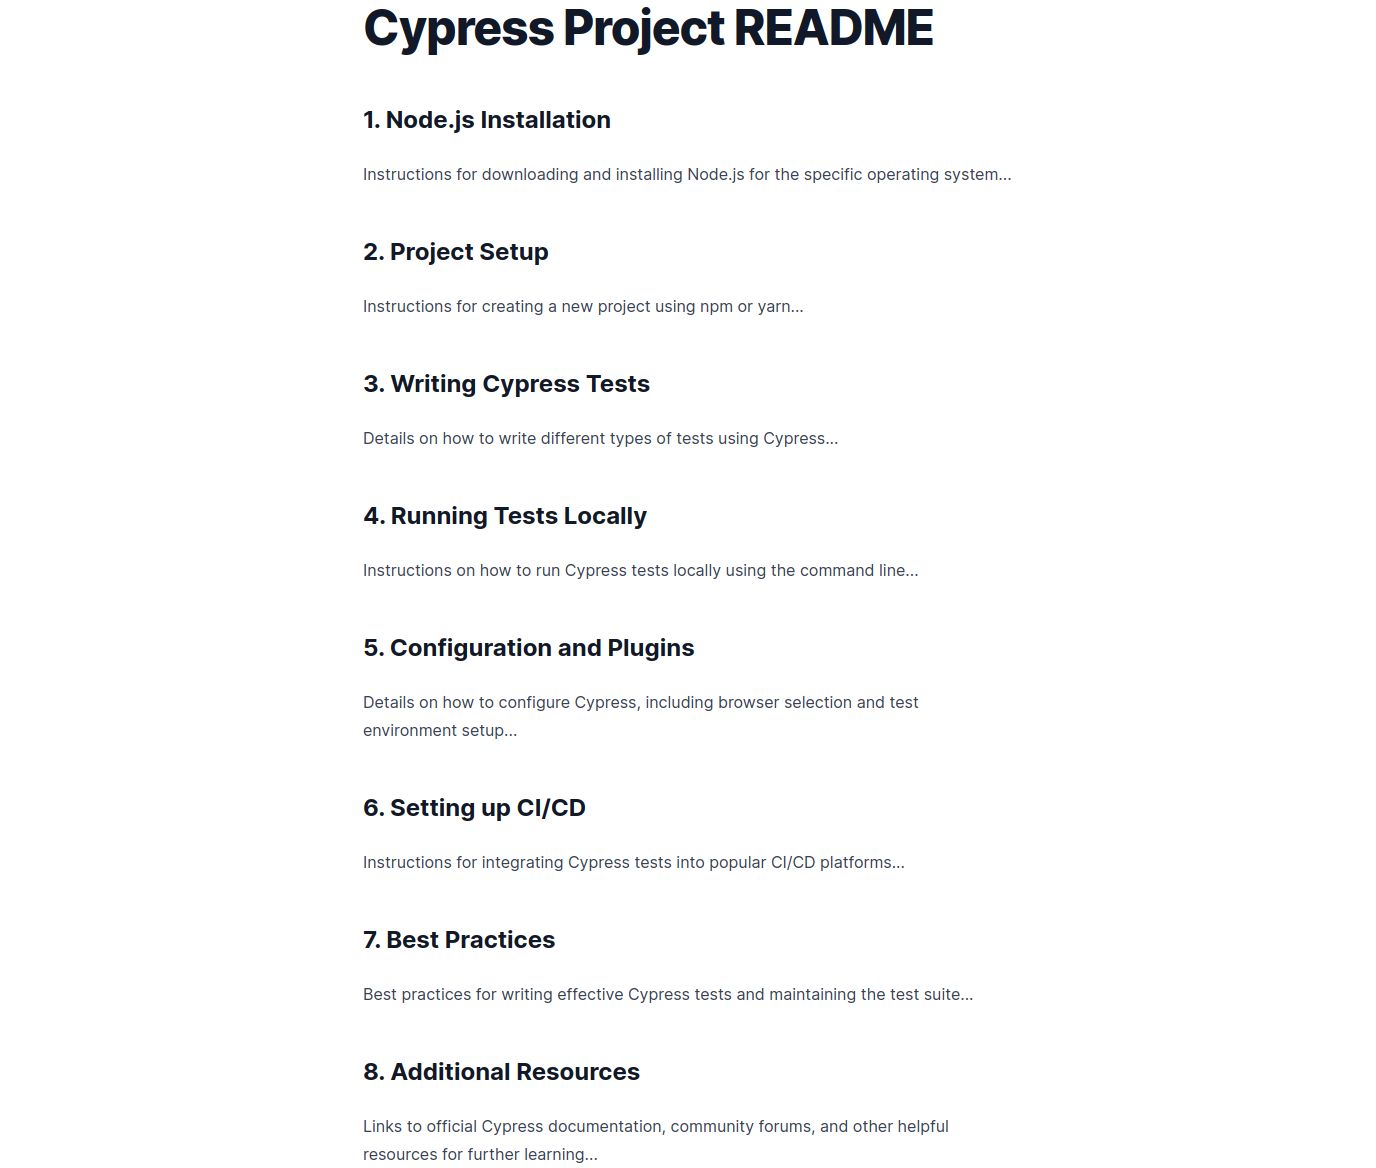 Cypress Project README
1. Node.js Installation
Instructions for downloading and installing Node.js for the specific operating system...
2. Project Setup
Instructions for creating a new project using npm or yarn...
3. Writing Cypress Tests
Details on how to write different types of tests using Cypress...
4. Running Tests Locally
Instructions on how to run Cypress tests locally using the command line...
5. Configuration and Plugins
Details on how to configure Cypress, including browser selection and test
environment setup...
6. Setting up CI/CD
Instructions for integrating Cypress tests into popular CI/CD platforms...
7. Best Practices
Best practices for writing effective Cypress tests and maintaining the test suite...
8. Additional Resources
Links to official Cypress documentation, community forums, and other helpful
resources for further learning...